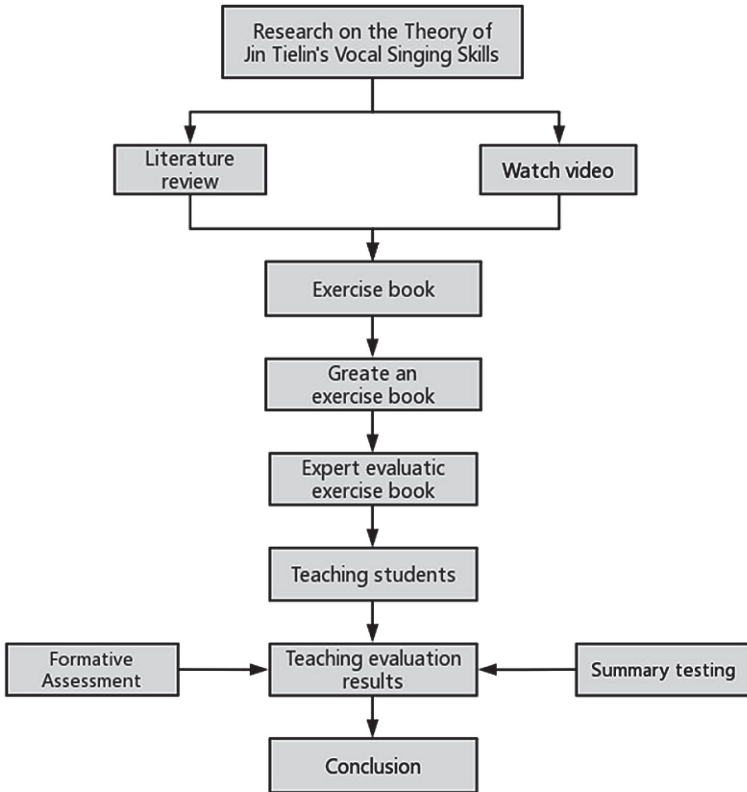 Research on the Theory of
Jin Tielin's Vocal Singing Skills
Literature
review
Watch video
Exercise book
Greate an
exercise book
Expert evaluatic
exercise book
Teaching students
Formative
Assessment
Teaching evaluation
results
Summary testing
Conclusion